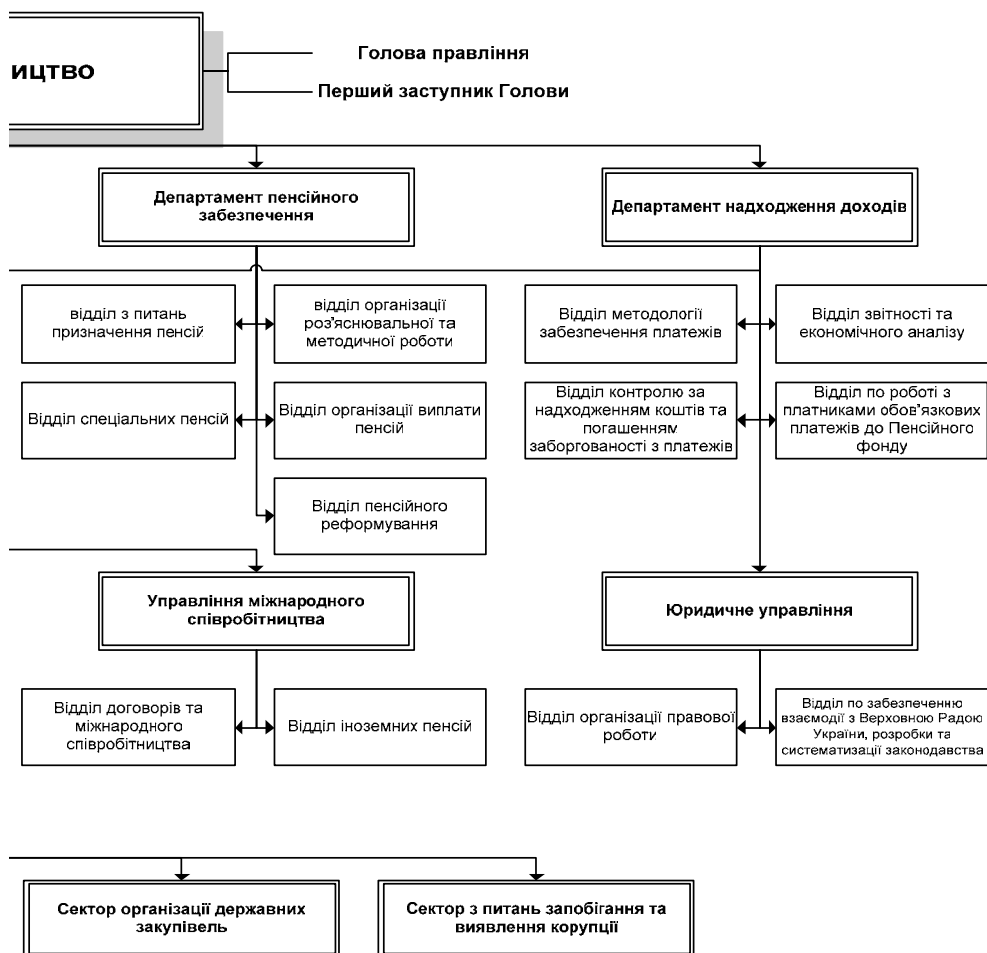 Голова правління
ицтво
Перший заступник Голови
Департамент пенсійного
забезпечення
Департамент надходження доходів
відділ з питань
призначення пенсій
відділ організації
роз'яснювальної та
методичної роботи
Відділ методології
забезпечення платежів
Відділ звітності та
економічного аналізу
Відділ спеціальних пенсій
Відділ організації виплати
пенсій
Відділ контролю за
надходженням коштів та
погашенням
заборгованості з платежів
Відділ по роботі з
платниками обов'язкових
платежів до Пенсійного
фонду
Відділ пенсійного
реформування
Управління міжнародного
співробітництва
Юридичне управління
Відділ договорів та
міжнародного
співробітництва
Відділ іноземних пенсій
Відділ організації правової
роботи
Відділ по забезпеченню
взаємодії з Верховною Радою
України, розробки та
систематизації законодавства
Сектор організації державних
закупівель
Сектор з питань запобігання та
виявлення корупції